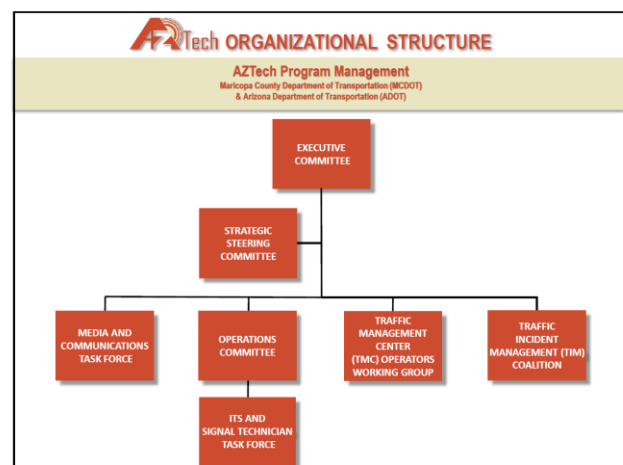 AZTech ORGANIZATIONAL STRUCTURE
AZTech Program Management
Maricopa County Department of Transportation (MCDOT)
& Arizona Department of Transportation (ADOT)
EXECUTIVE
COMMITTEE
STRATEGIC
STEERING
COMMITTEE
MEDIA AND
COMMUNICATIONS
TASK FORCE
OPERATIONS
COMMITTEE
TRAFFIC
MANAGEMENT
CENTER
(TMC) OPERATORS
WORKING GROUP
TRAFFIC
INCIDENT
MANAGEMENT (TIM)
COALITION
ITS AND
SIGNAL TECHNICIAN
TASK FORCE